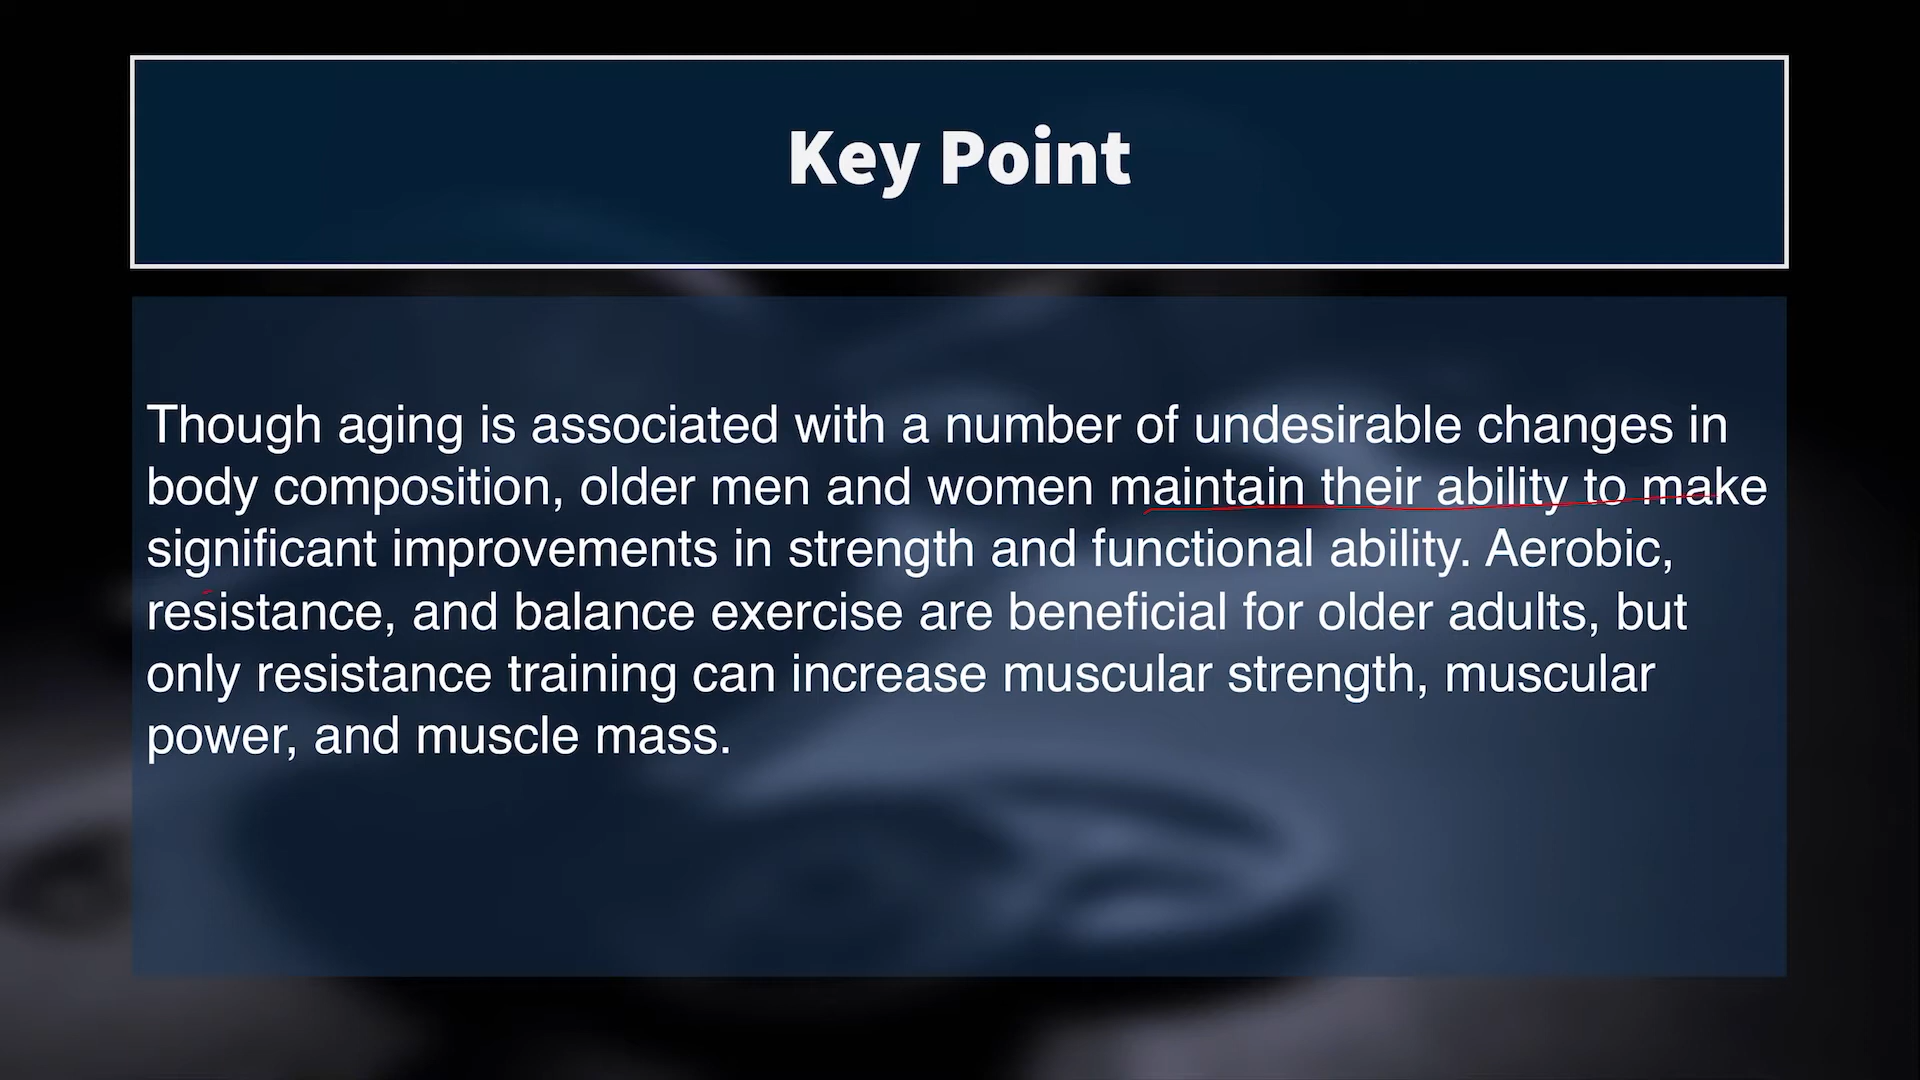 Key Point
Though aging is associated with a number of undesirable changes in
body composition, older men and women maintain their ability to make
significant improvements in strength and functional ability. Aerobic,
resistance, and balance exercise are beneficial for older adults, but
only resistance training can increase muscular strength, muscular
power, and muscle mass.